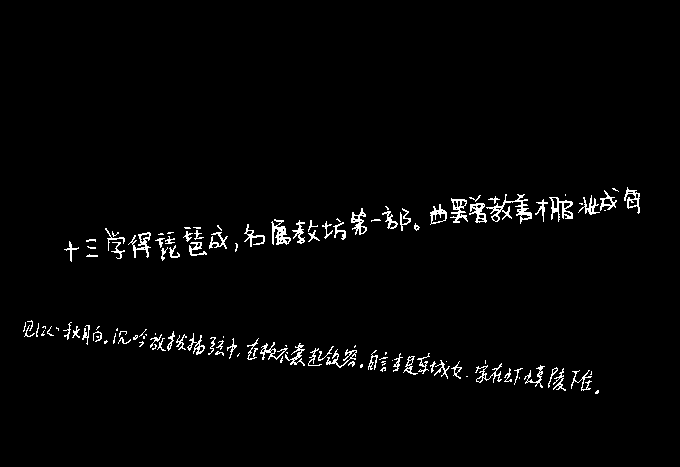 十三学得琵琶成,名属教坊第一部。曲罢曾教善才服妆成每
见江心秋月白。沉吟放拨插弦中,整顿衣裳起敛容。自言本是京城女,家在虾蟆陵下住。